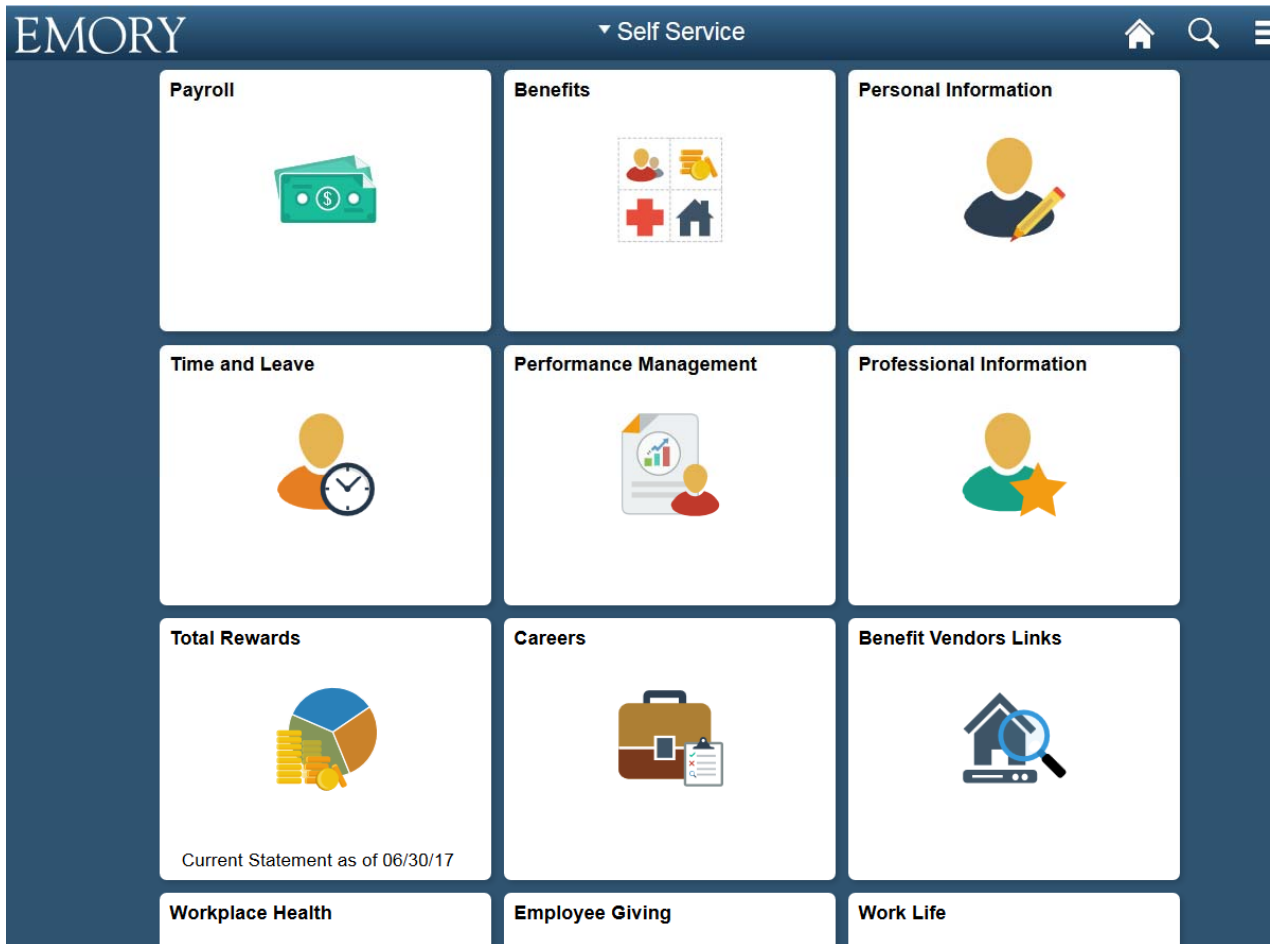 EMORY
Self Service
Payroll
Benefits
Personal Information
$
Time and Leave
Performance Management
Professional Information
Total Rewards
Careers
Benefit Vendors Links
Current Statement as of 06/30/17
Workplace Health
Employee Giving
Work Life